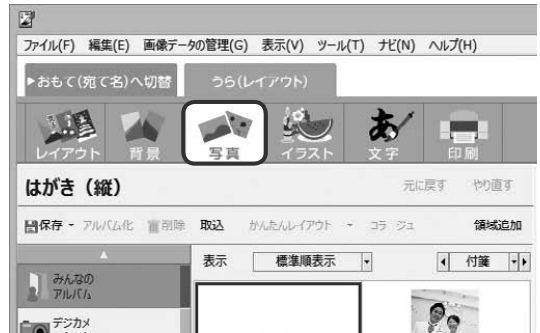 ファイル(F) 編集(E) 画像データの管理(G) 表示(V) ツール(T) ナビ(N) ヘルプ(H)
▶おもて(宛て名)へ切替 うら(レイアウト)
レイアウト 背景 写真 イラスト 文字 印刷
はがき（縦） 元に戻す やり直す
保存 アルバム化 削除 取込 かんたんレイアウト コラージュ 領域追加
表示 標準順表示 付箋
みんなの
アルバム
デジカメ